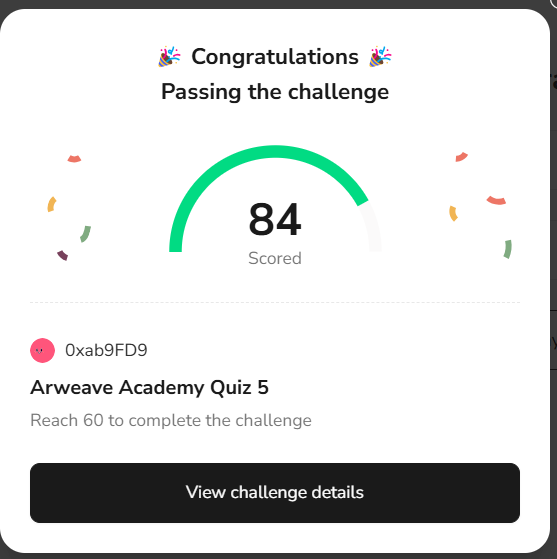 🎉 Congratulations 🎉
Passing the challenge
84
Scored
0xab9FD9
Arweave Academy Quiz 5
Reach 60 to complete the challenge
View challenge details